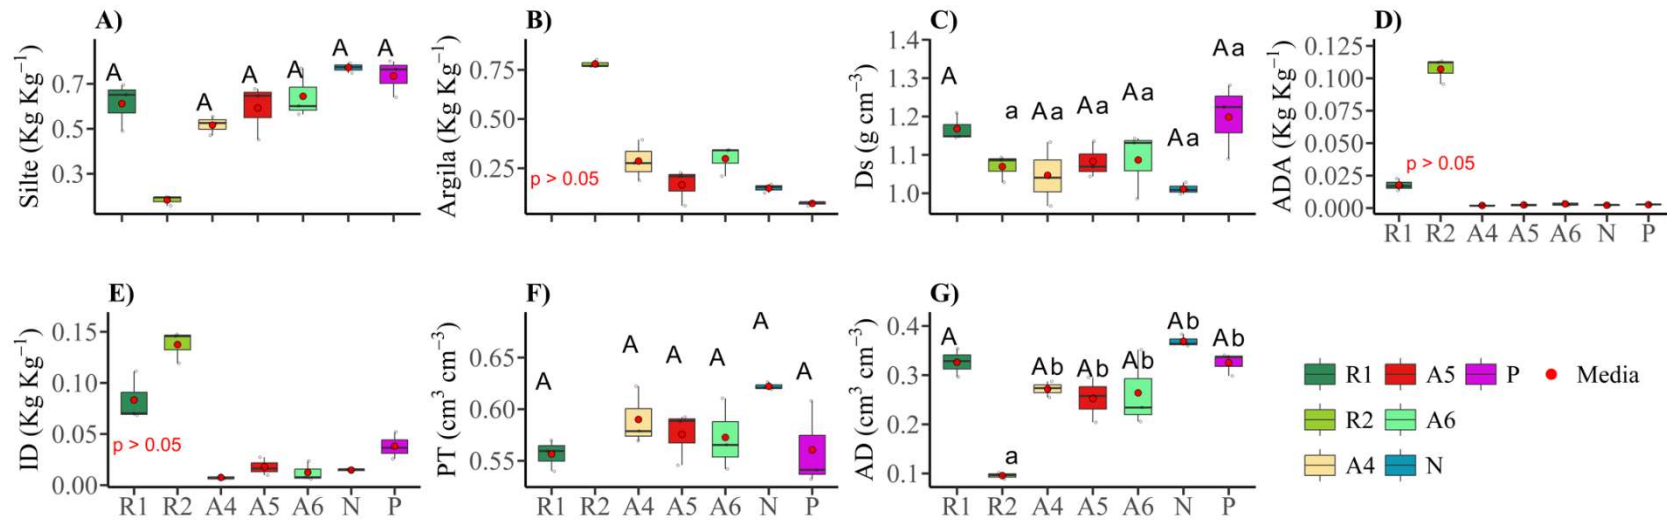 A)
Silte (Kg Kg⁻¹)
0.7
0.5
0.3
A
A
A
A
A
A
B)
Argila (Kg Kg⁻¹)
0.75
0.50
0.25
p > 0.05
C)
Ds (g cm⁻³)
1.4
1.3
1.2
1.1
1.0
A
a
Aa
Aa
Aa
Aa
Aa
D)
ADA (Kg Kg⁻¹)
0.125
0.100
0.075
0.050
0.025
0.000
p > 0.05
R1 R2 A4 A5 A6 N P
E)
ID (Kg Kg⁻¹)
0.15
0.10
0.05
0.00
p > 0.05
R1 R2 A4 A5 A6 N P
F)
PT (cm³ cm⁻³)
0.65
0.60
0.55
A
A
A
A
A
A
R1 R2 A4 A5 A6 N P
G)
AD (cm³ cm⁻³)
0.4
0.3
0.2
0.1
A
a
Ab
Ab
Ab
Ab
Ab
R1 R2 A4 A5 A6 N P
R1 A5 P Media
R2 A6
A4 N